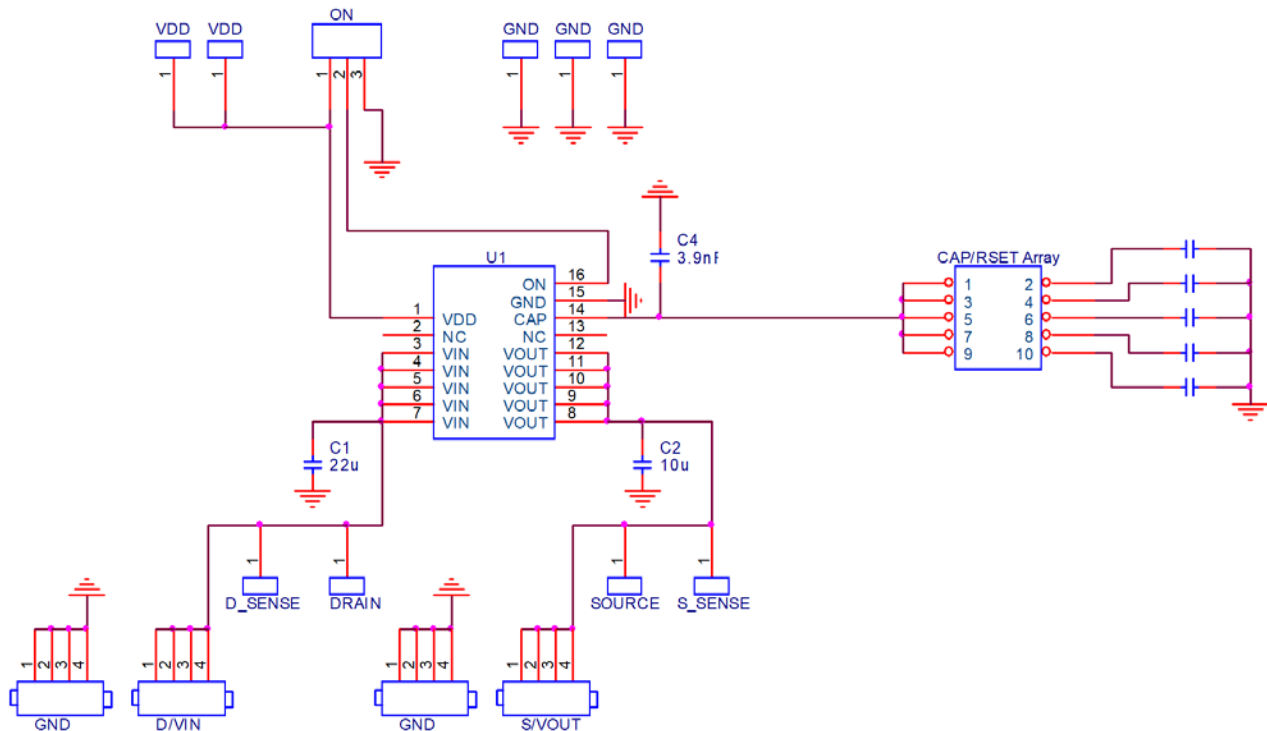 VDD
VDD
ON
GND
GND
GND
1
1
1
2
3
1
1
1
C4
3.9nF
U1
CAP/RSET Array
1
VDD
2
NC
3
VIN
4
VIN
5
VIN
6
VIN
7
VIN
ON
16
GND
15
CAP
14
NC
13
VOUT
12
VOUT
11
VOUT
10
VOUT
9
VOUT
8
1
2
3
4
5
6
7
8
9
10
C1
22u
C2
10u
1
1
1
1
D_SENSE
DRAIN
SOURCE
S_SENSE
1
2
3
4
1
2
3
4
1
2
3
4
1
2
3
4
GND
D/VIN
GND
S/VOUT